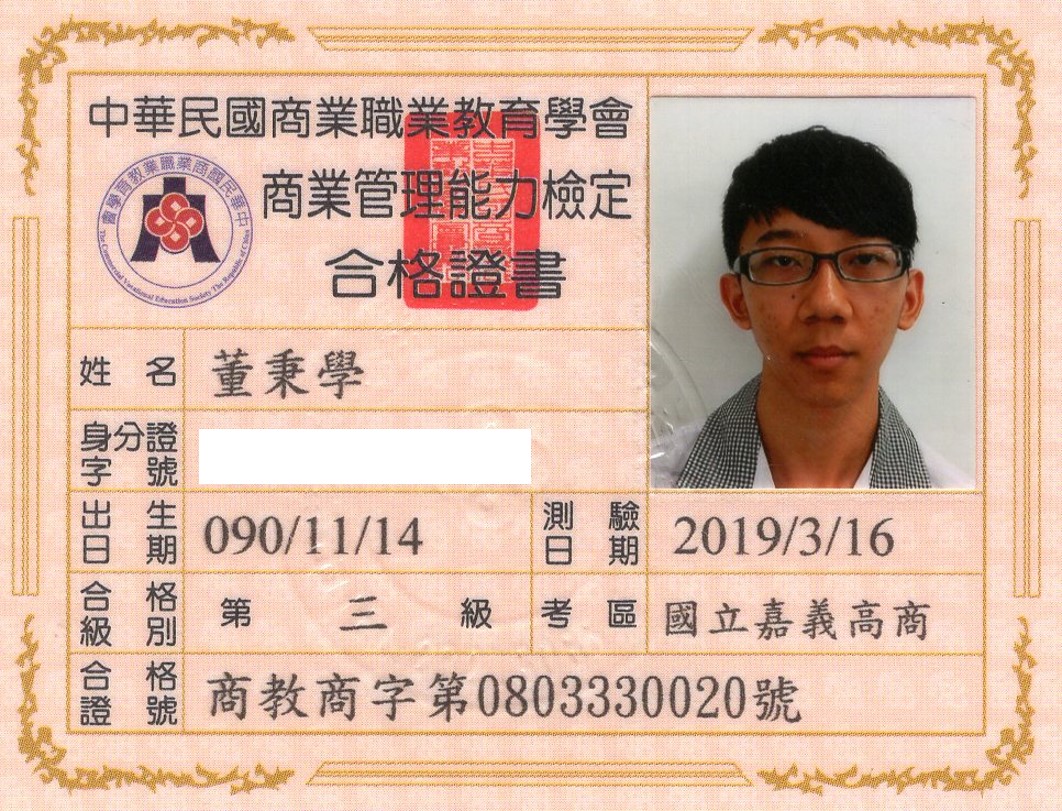 中華民國商業職業教育學會
商業管理能力檢定
合格證書
中華民國商業職業教育學會
The Commercial Vocational Education Society The Republic of China
姓名 董秉學
身分證字號
出生日期 090/11/14 測驗日期 2019/3/16
合格級別 第三級 考區 國立嘉義高商
合格證號 商教商字第0803330020號